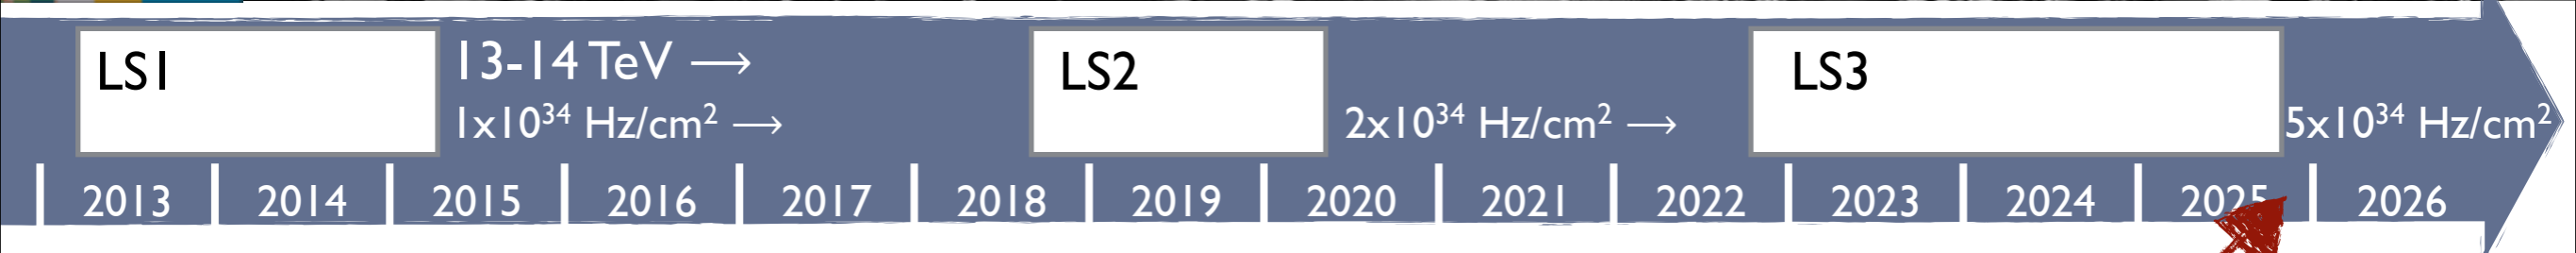 LS1
13-14 TeV →
1x10³⁴ Hz/cm² →
LS2
2x10³⁴ Hz/cm² →
LS3
5x10³⁴ Hz/cm²
2013 2014 2015 2016 2017 2018 2019 2020 2021 2022 2023 2024 2025 2026